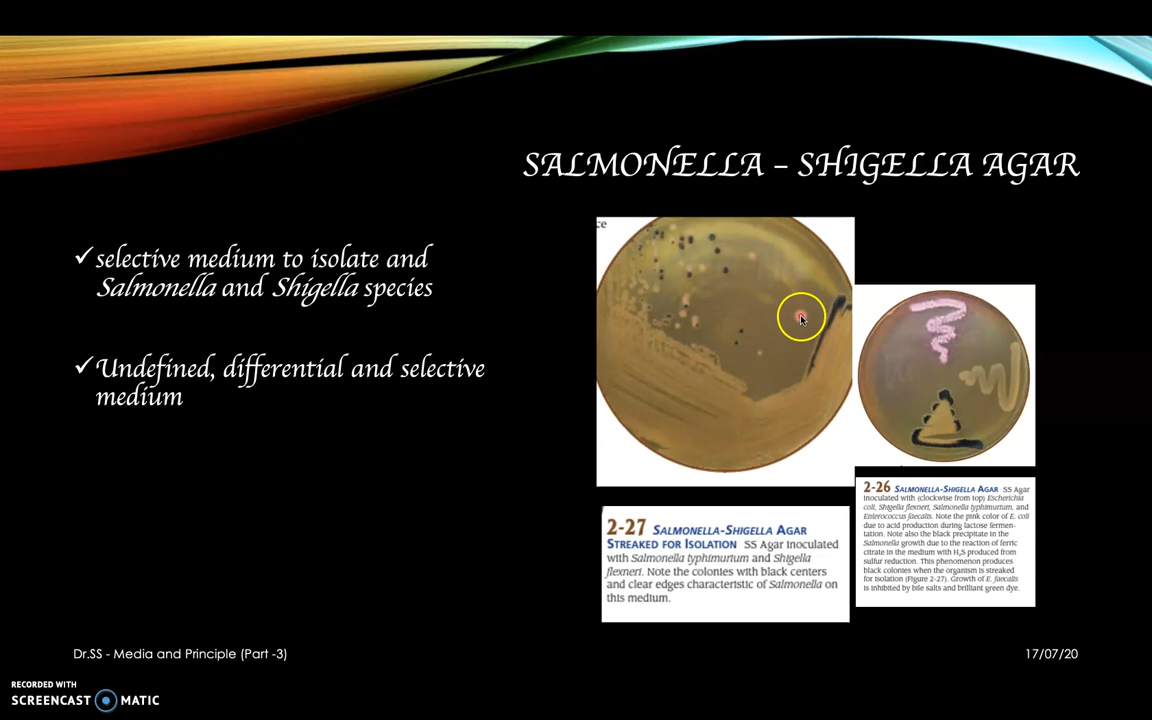 SALMONELLA – SHIGELLA AGAR
✓selective medium to isolate and
Salmonella and Shigella species
✓Undefined, differential and selective
medium
ce
2-27 SALMONELLA-SHIGELLA AGAR
STREAKED FOR ISOLATION SS Agar inoculated
with Salmonella typhimurium and Shigella
flexneri. Note the colonies with black centers
and clear edges characteristic of Salmonella on
this medium.
2-26 SALMONELLA-SHIGELLA AGAR SS Agar
inoculated with (clockwise from top) Escherichia
coli, Shigella flexneri, Salmonella typhimurium, and
Enterococcus faecalis. Note the pink color of E. coli
due to acid production during lactose fermen-
tation. Note also the black precipitate in the
Salmonella growth due to the reaction of ferric
citrate in the medium with H₂S produced from
sulfur reduction. This phenomenon produces
black colonies when the organism is streaked
for isolation (Figure 2-27). Growth of E. faecalis
is inhibited by bile salts and brilliant green dye.
Dr.SS - Media and Principle (Part -3)
17/07/20
RECORDED WITH
SCREENCAST MATIC